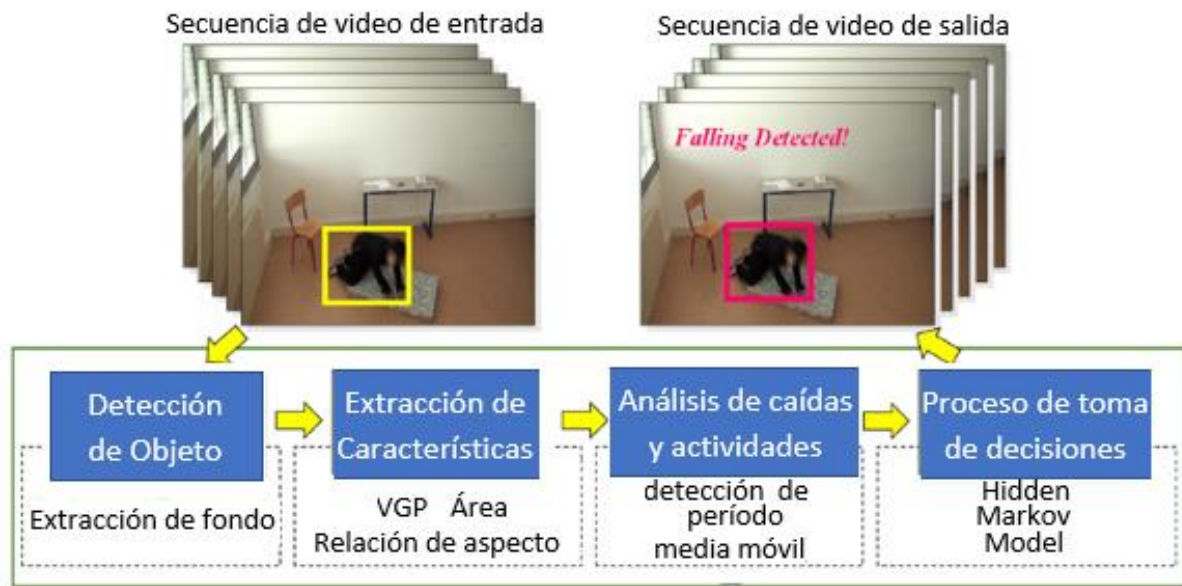 Secuencia de video de entrada
Secuencia de video de salida
Falling Detected!
Detección
de Objeto
Extracción de fondo
Extracción de
Características
VGP Área
Relación de aspecto
Análisis de caídas
y actividades
detección de
período
media móvil
Proceso de toma
de decisiones
Hidden
Markov
Model